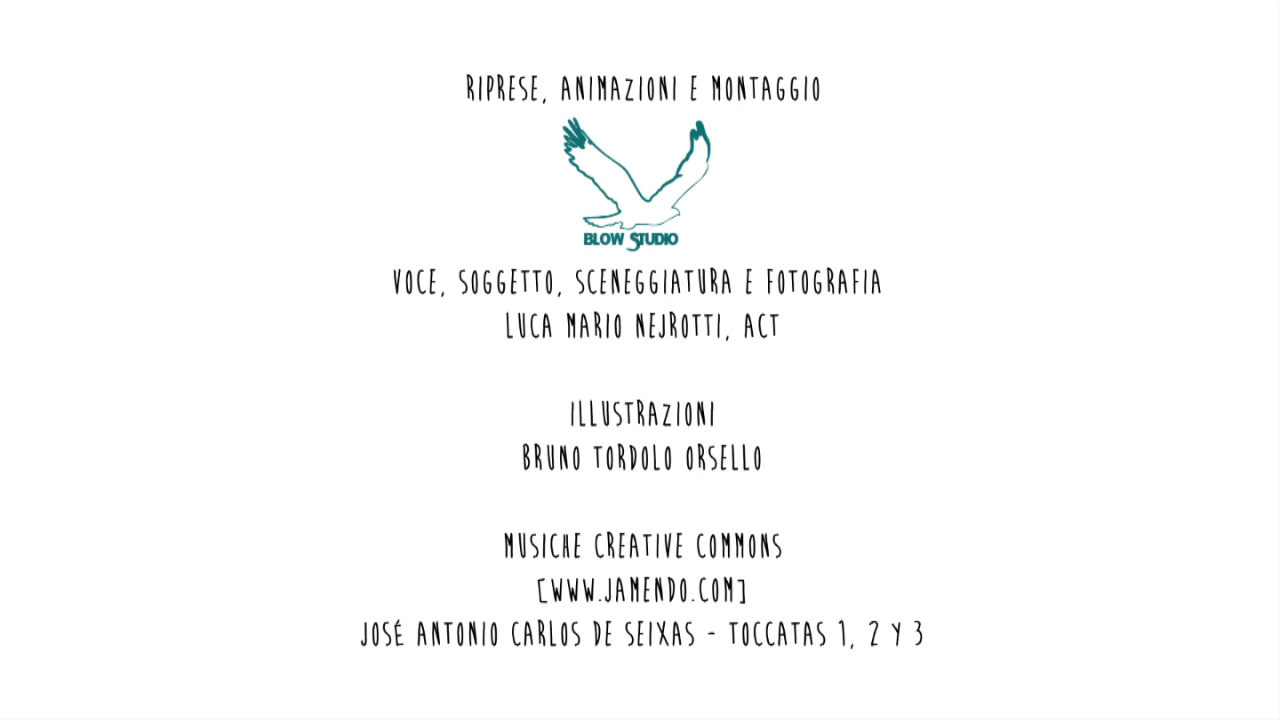 RIPRESE, ANIMAZIONI E MONTAGGIO
BLOW STUDIO
VOCE, SOGGETTO, SCENEGGIATURA E FOTOGRAFIA
LUCA MARIO NEJROTTI, ACT
ILLUSTRAZIONI
BRUNO TORDOLO ORSELLO
MUSICHE CREATIVE COMMONS
[WWW.JAMENDO.COM]
JOSÉ ANTONIO CARLOS DE SEIXAS - TOCCATAS 1, 2 Y 3